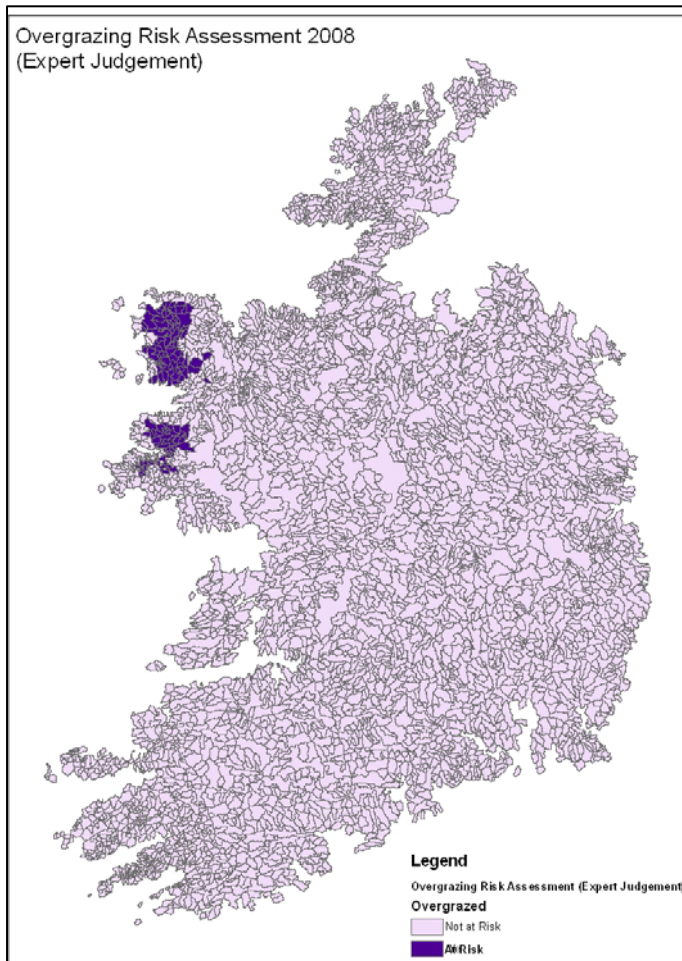 Overgrazing Risk Assessment 2008
(Expert Judgement)
Legend
Overgrazing Risk Assessment (Expert Judgement)
Overgrazed
Not at Risk
At Risk